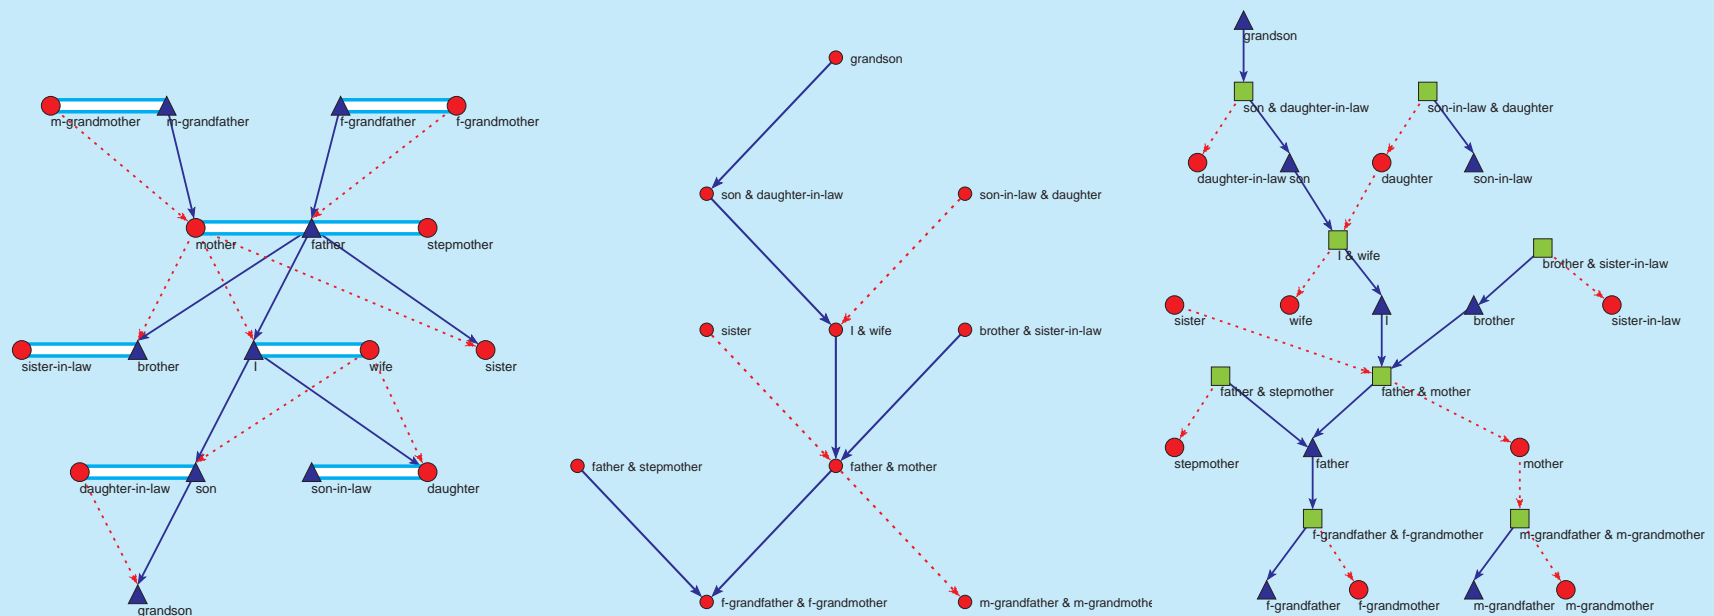 m-grandmother
m-grandfather
f-grandfather
f-grandmother
mother
father
stepmother
sister-in-law
brother
I
wife
sister
daughter-in-law
son
son-in-law
daughter
grandson
grandson
son & daughter-in-law
son-in-law & daughter
sister
I & wife
brother & sister-in-law
father & stepmother
father & mother
f-grandfather & f-grandmother
m-grandfather & m-grandmothe
grandson
son & daughter-in-law
son-in-law & daughter
daughter-in-law
son
daughter
son-in-law
I & wife
brother & sister-in-law
sister
wife
I
brother
sister-in-law
father & stepmother
father & mother
stepmother
father
mother
f-grandfather & f-grandmother
m-grandfather & m-grandmother
f-grandfather
f-grandmother
m-grandfather
m-grandmother